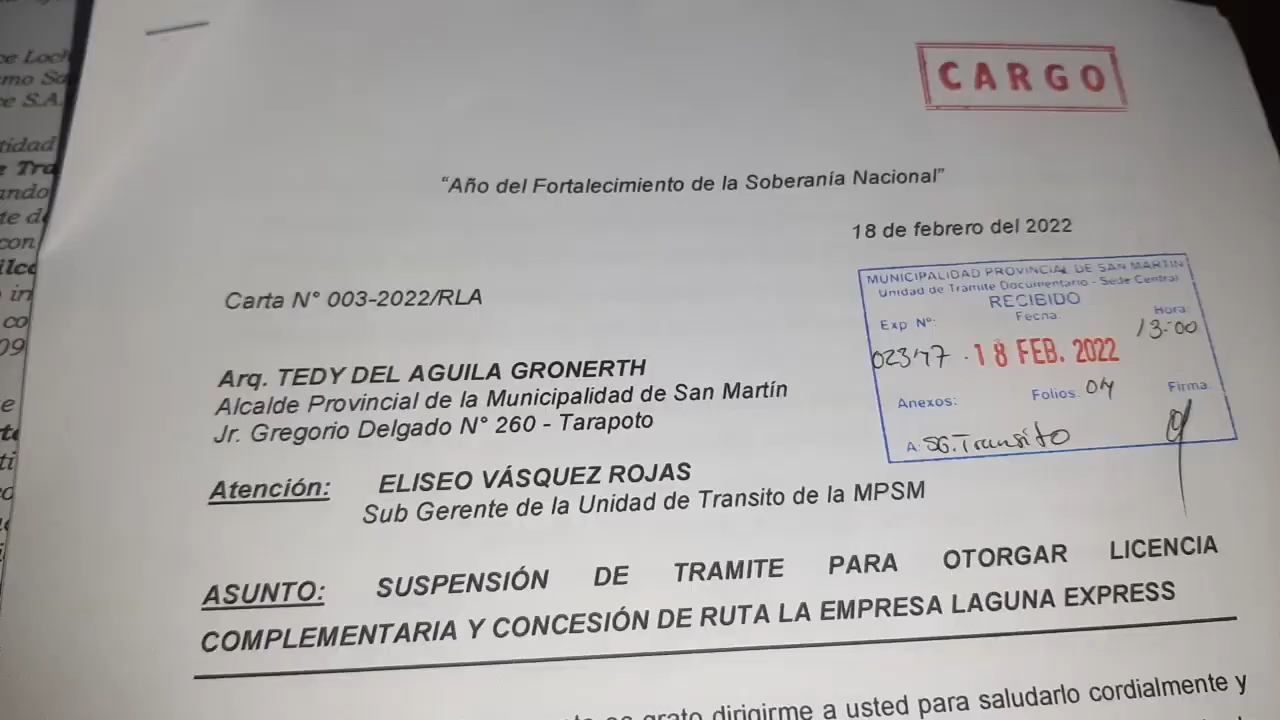 CARGO
“Año del Fortalecimiento de la Soberanía Nacional”
18 de febrero del 2022
MUNICIPALIDAD PROVINCIAL DE SAN MARTIN
Unidad de Tramite Documentario - Sede Central
RECIBIDO
Exp Nº: Fecha: Hora:
02347 18 FEB. 2022 13:00
Anexos: Folios: 04 Firma:
A: SG. Transito
Carta N° 003-2022/RLA
Arq. TEDY DEL AGUILA GRONERTH
Alcalde Provincial de la Municipalidad de San Martín
Jr. Gregorio Delgado N° 260 - Tarapoto
Atención: ELISEO VÁSQUEZ ROJAS
Sub Gerente de la Unidad de Transito de la MPSM
ASUNTO: SUSPENSIÓN DE TRAMITE PARA OTORGAR LICENCIA
COMPLEMENTARIA Y CONCESIÓN DE RUTA LA EMPRESA LAGUNA EXPRESS
grato dirigirme a usted para saludarlo cordialmente y